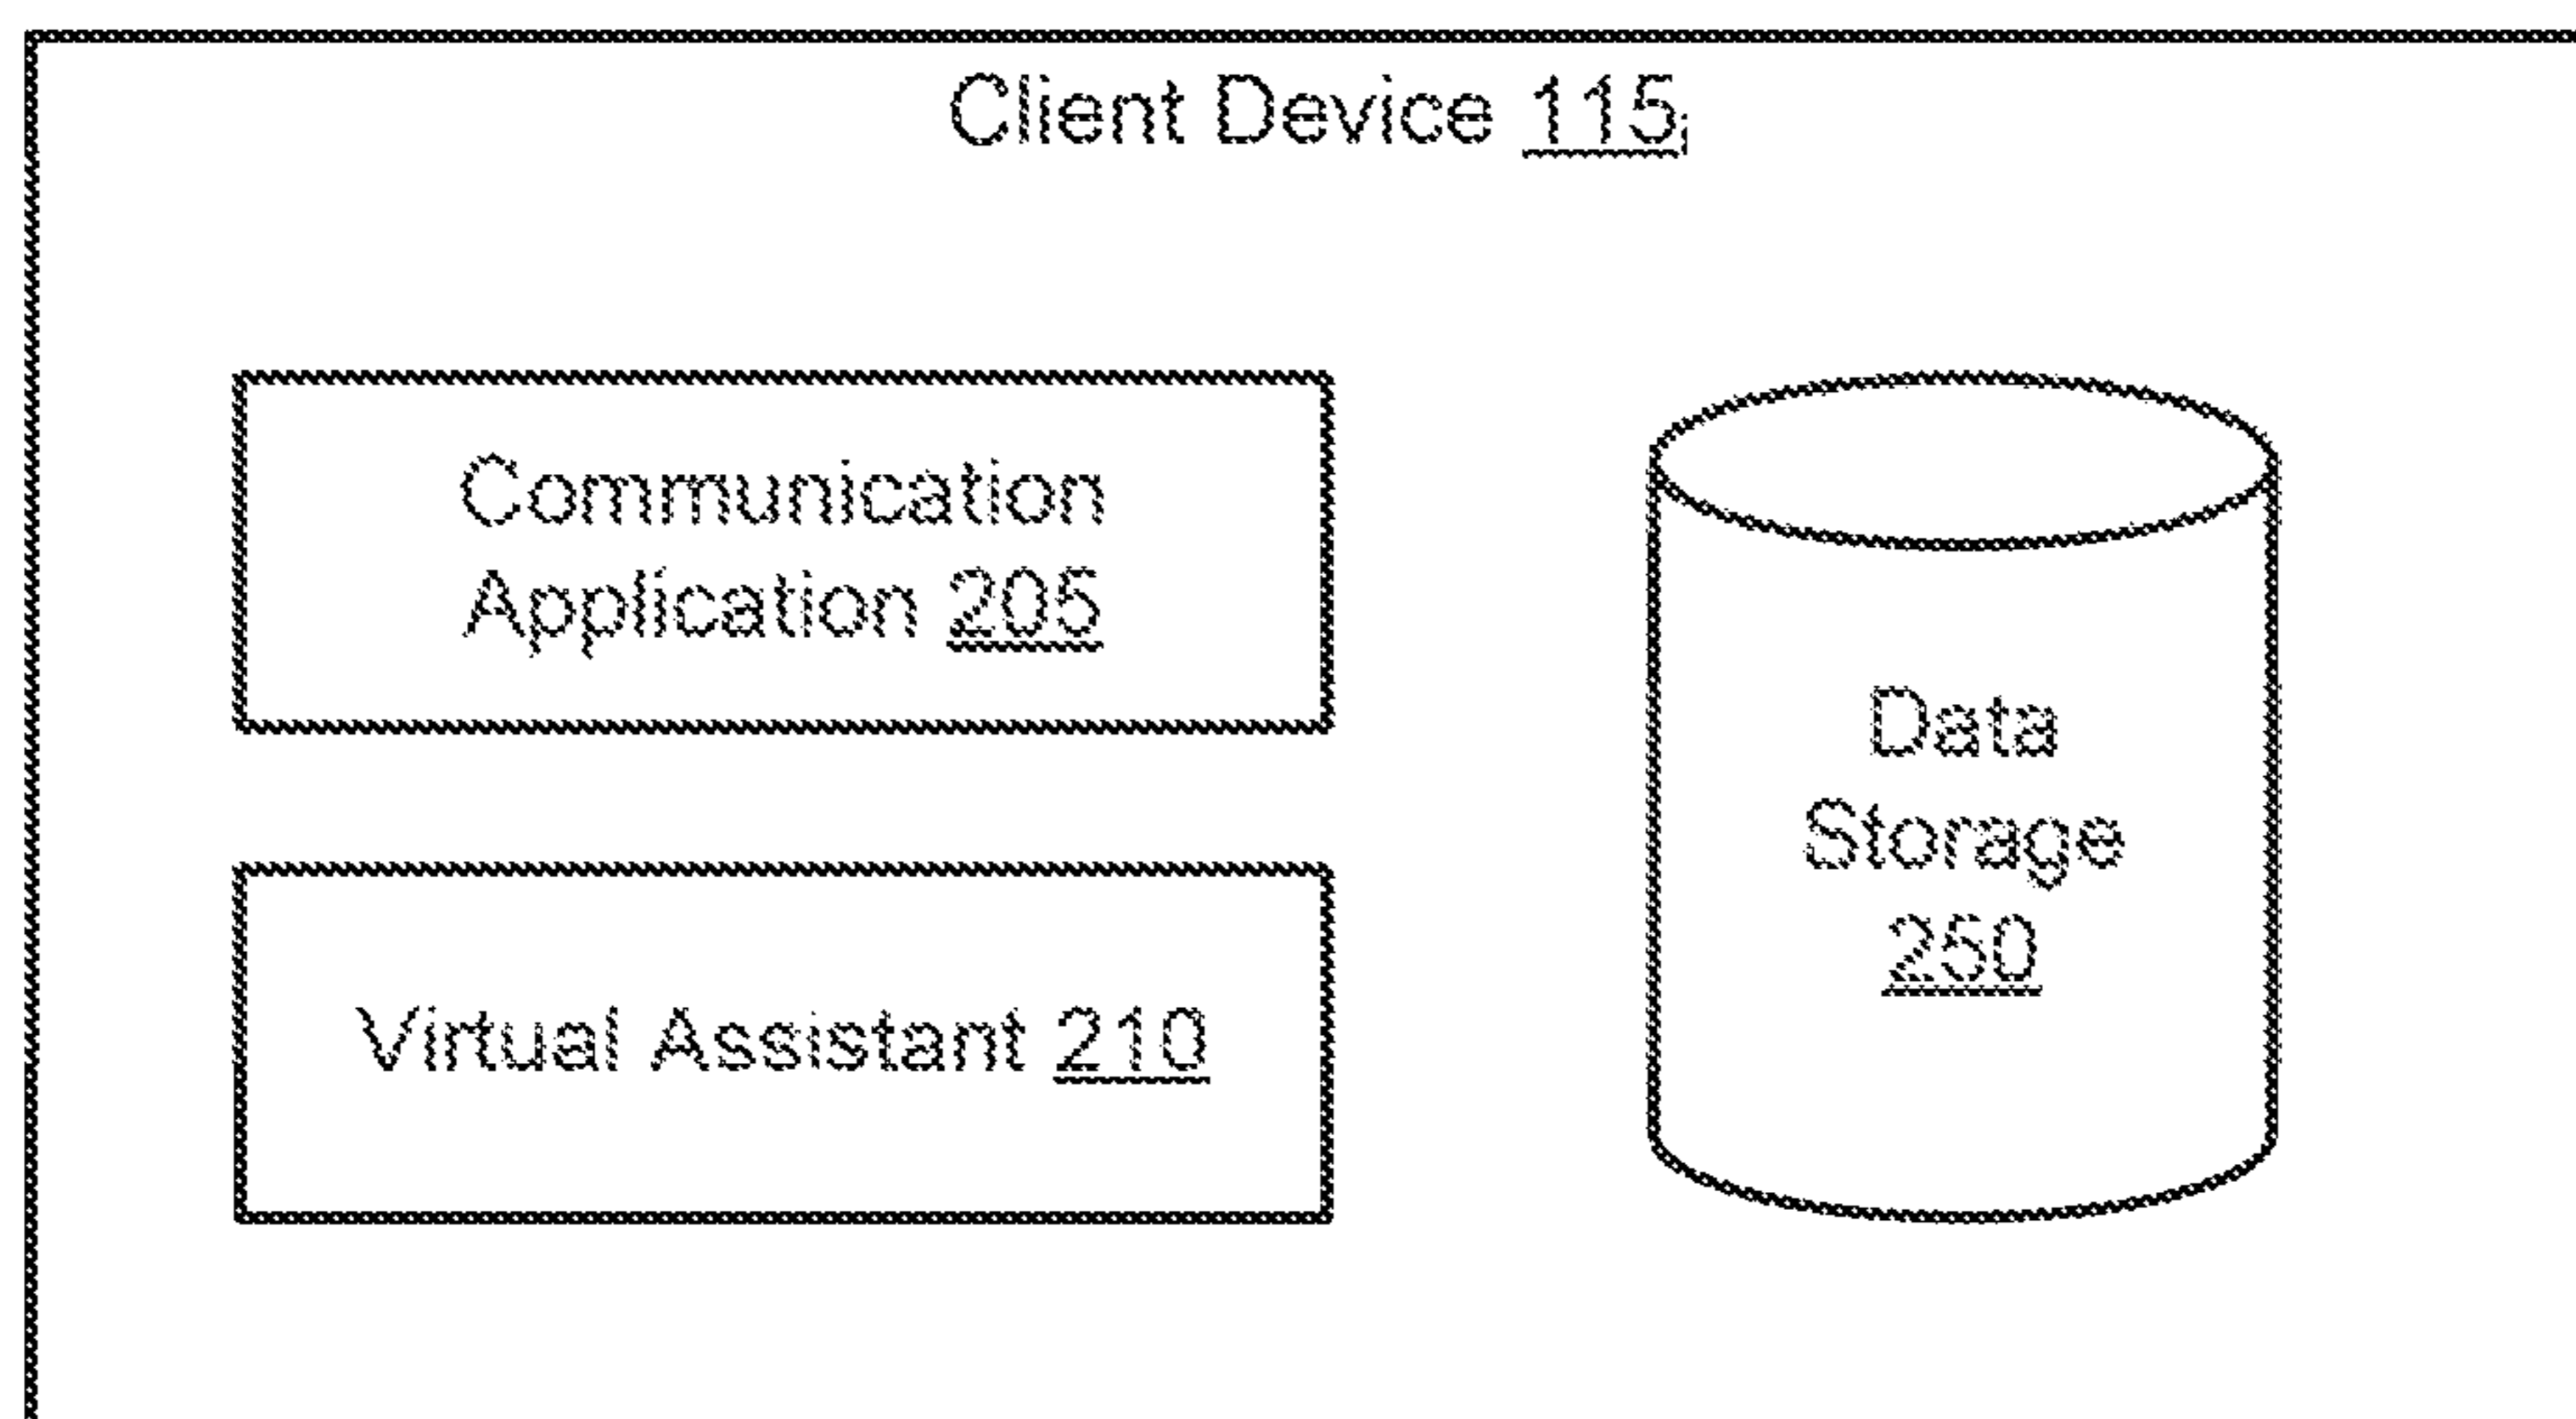 Client Device 115
Communication
Application 205
Virtual Assistant 210
Data
Storage
250